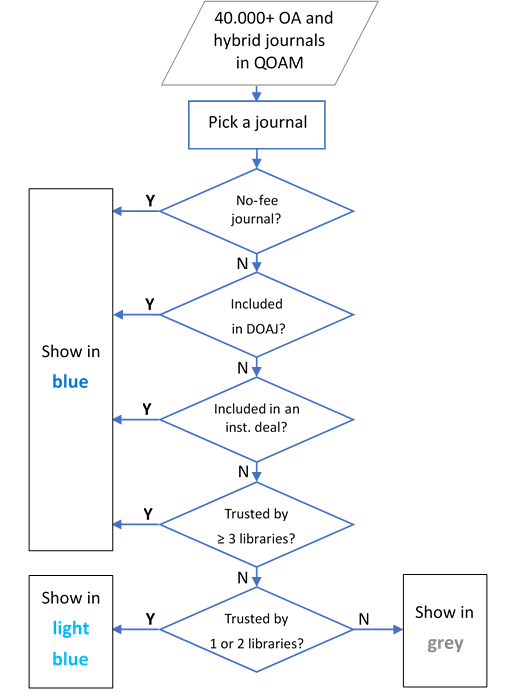 40.000+ OA and
hybrid journals
in QOAM
Pick a journal
Y
No-fee
journal?
N
Y
Included
in DOAJ?
N
Show in
blue
Y
Included in an
inst. deal?
N
Y
Trusted by
≥ 3 libraries?
N
Show in
light
blue
Y
Trusted by
1 or 2 libraries?
N
Show in
grey